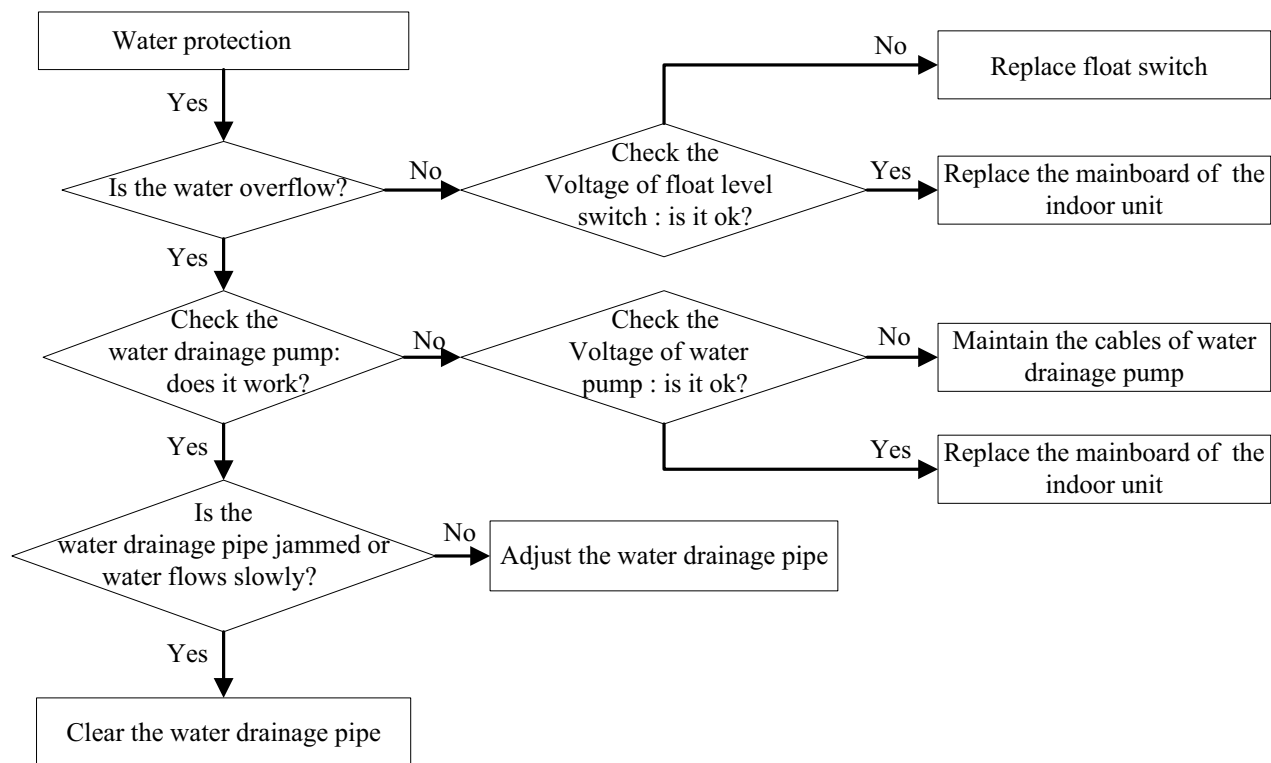 Water protection
Yes
No
Replace float switch
Is the water overflow?
No
Check the
Voltage of float level
switch : is it ok?
Yes
Replace the mainboard of the
indoor unit
Yes
Check the
water drainage pump:
does it work?
No
Check the
Voltage of water
pump : is it ok?
No
Maintain the cables of water
drainage pump
Yes
Yes
Replace the mainboard of the
indoor unit
Is the
water drainage pipe jammed or
water flows slowly?
No
Adjust the water drainage pipe
Yes
Clear the water drainage pipe